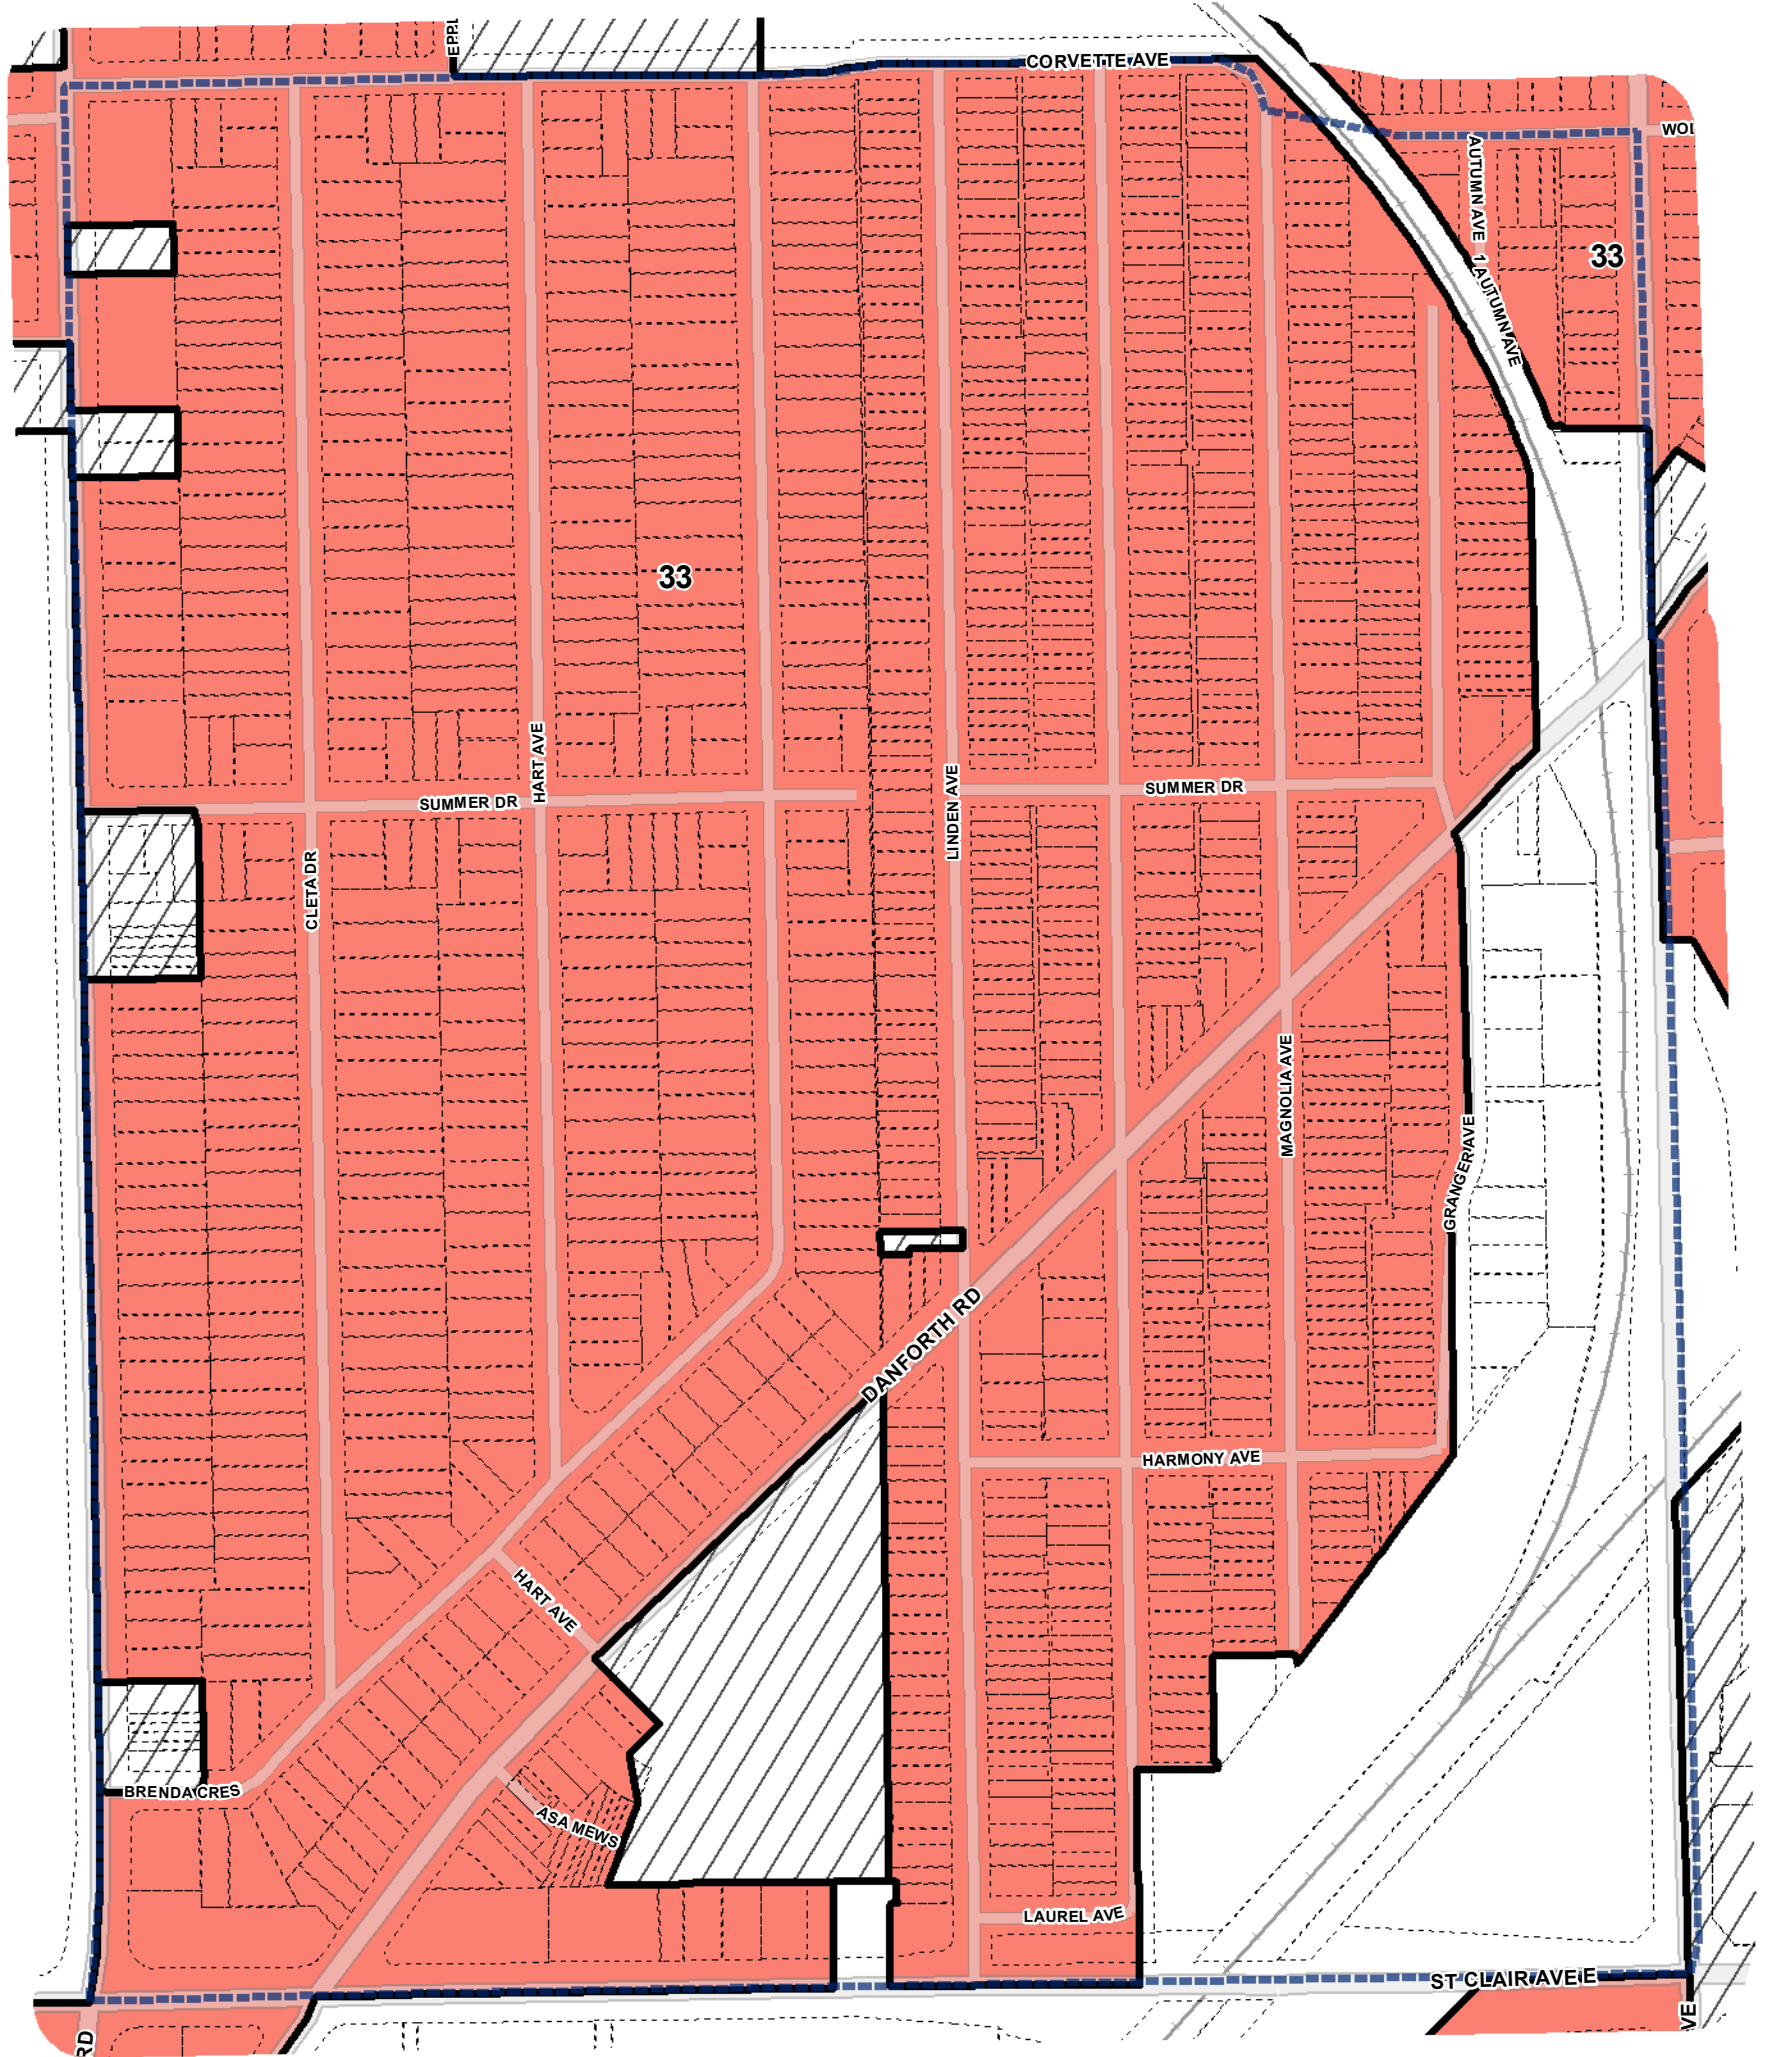 EPPL
CORVETTE AVE
WOL
AUTUMN AVE
33
1 AUTUMN AVE
33
HART AVE
LINDEN AVE
SUMMER DR
SUMMER DR
CLETA DR
MAGNOLIA AVE
GRANGER AVE
DANFORTH RD
HARMONY AVE
HART AVE
BRENDA CRES
ASA MEWS
LAUREL AVE
ST CLAIR AVE E
VE
RD